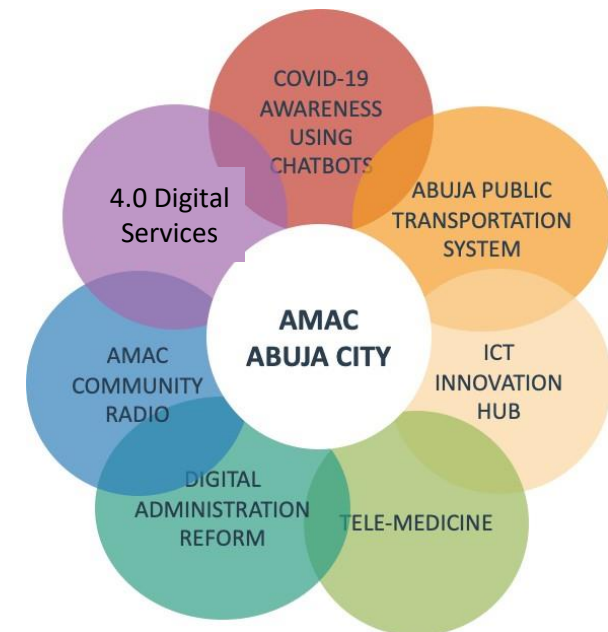 COVID-19
AWARENESS
USING
CHATBOTS
ABUJA PUBLIC
TRANSPORTATION
SYSTEM
ICT
INNOVATION
HUB
TELE-MEDICINE
DIGITAL
ADMINISTRATION
REFORM
AMAC
COMMUNITY
RADIO
4.0 Digital
Services
AMAC
ABUJA CITY